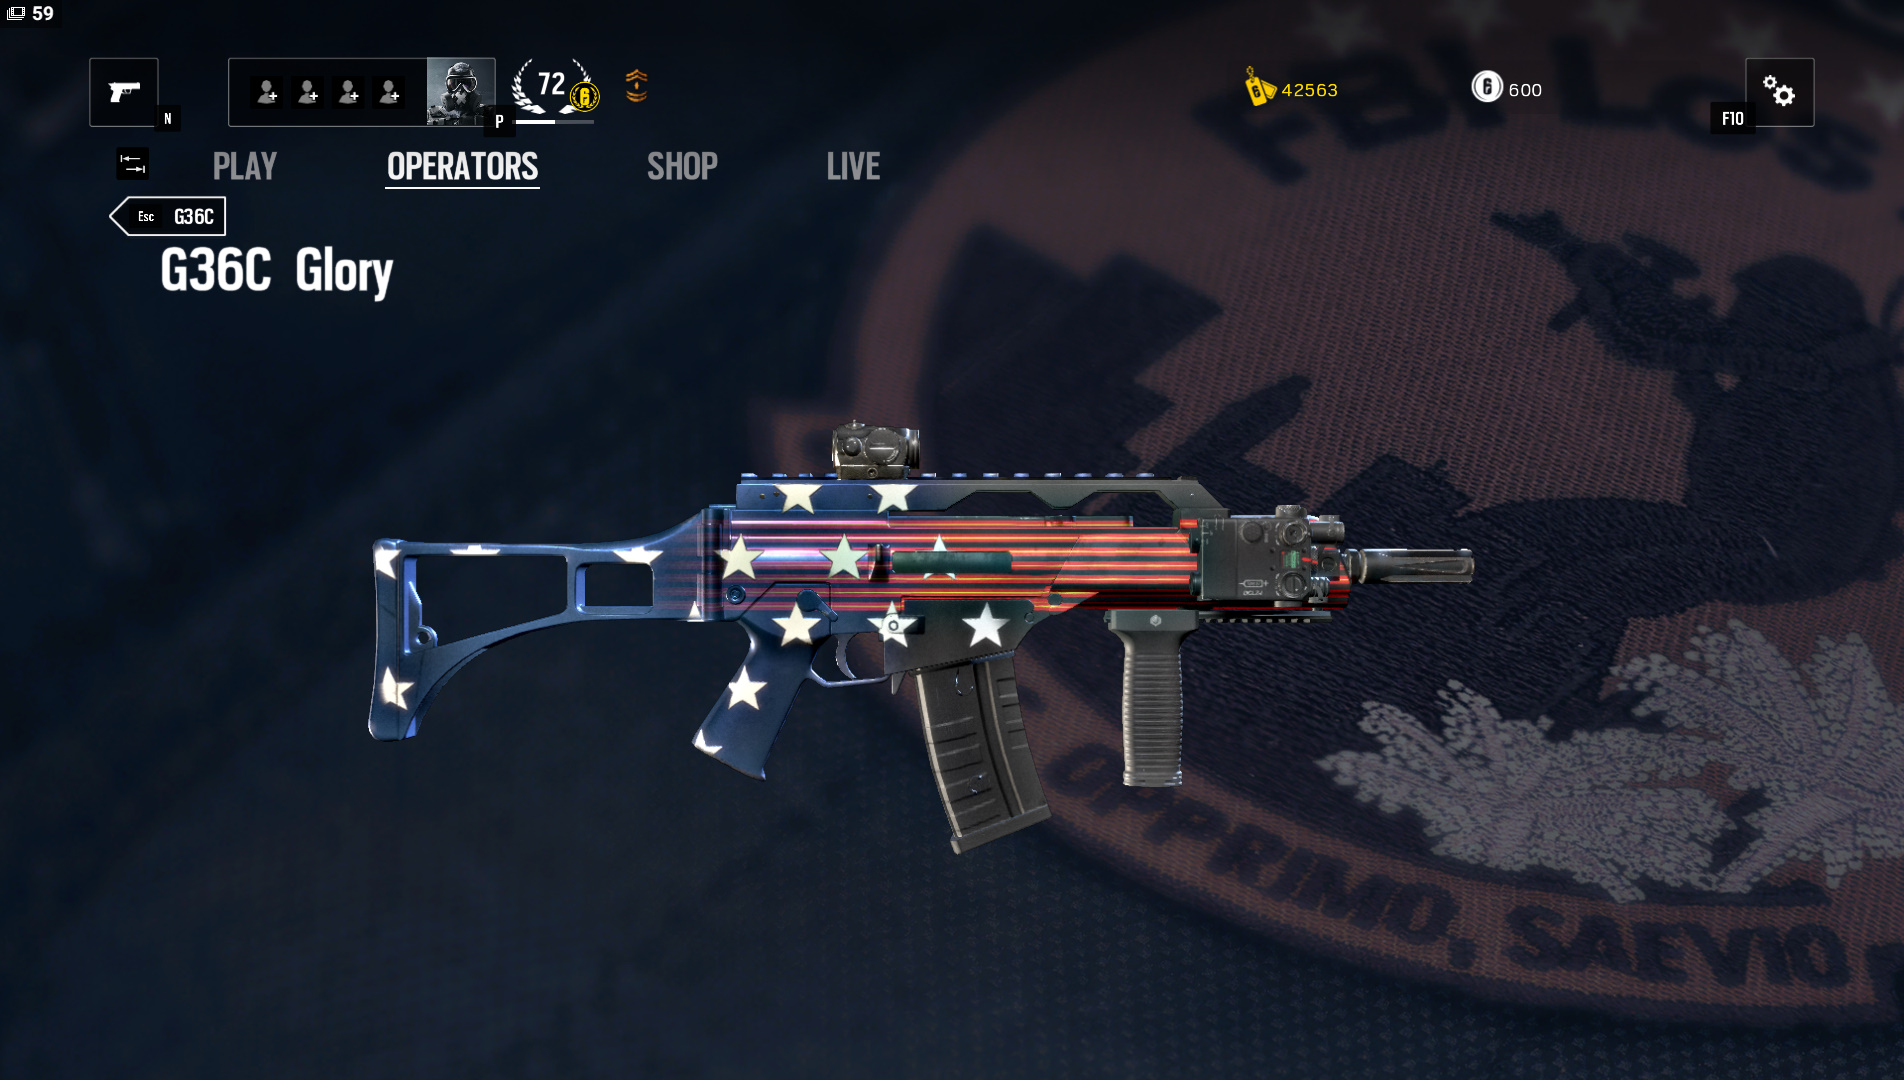 59
N
P
72
42563
600
F10
PLAY
OPERATORS
SHOP
LIVE
Esc G36C
G36C Glory
OPPRIMO, SAEVIO